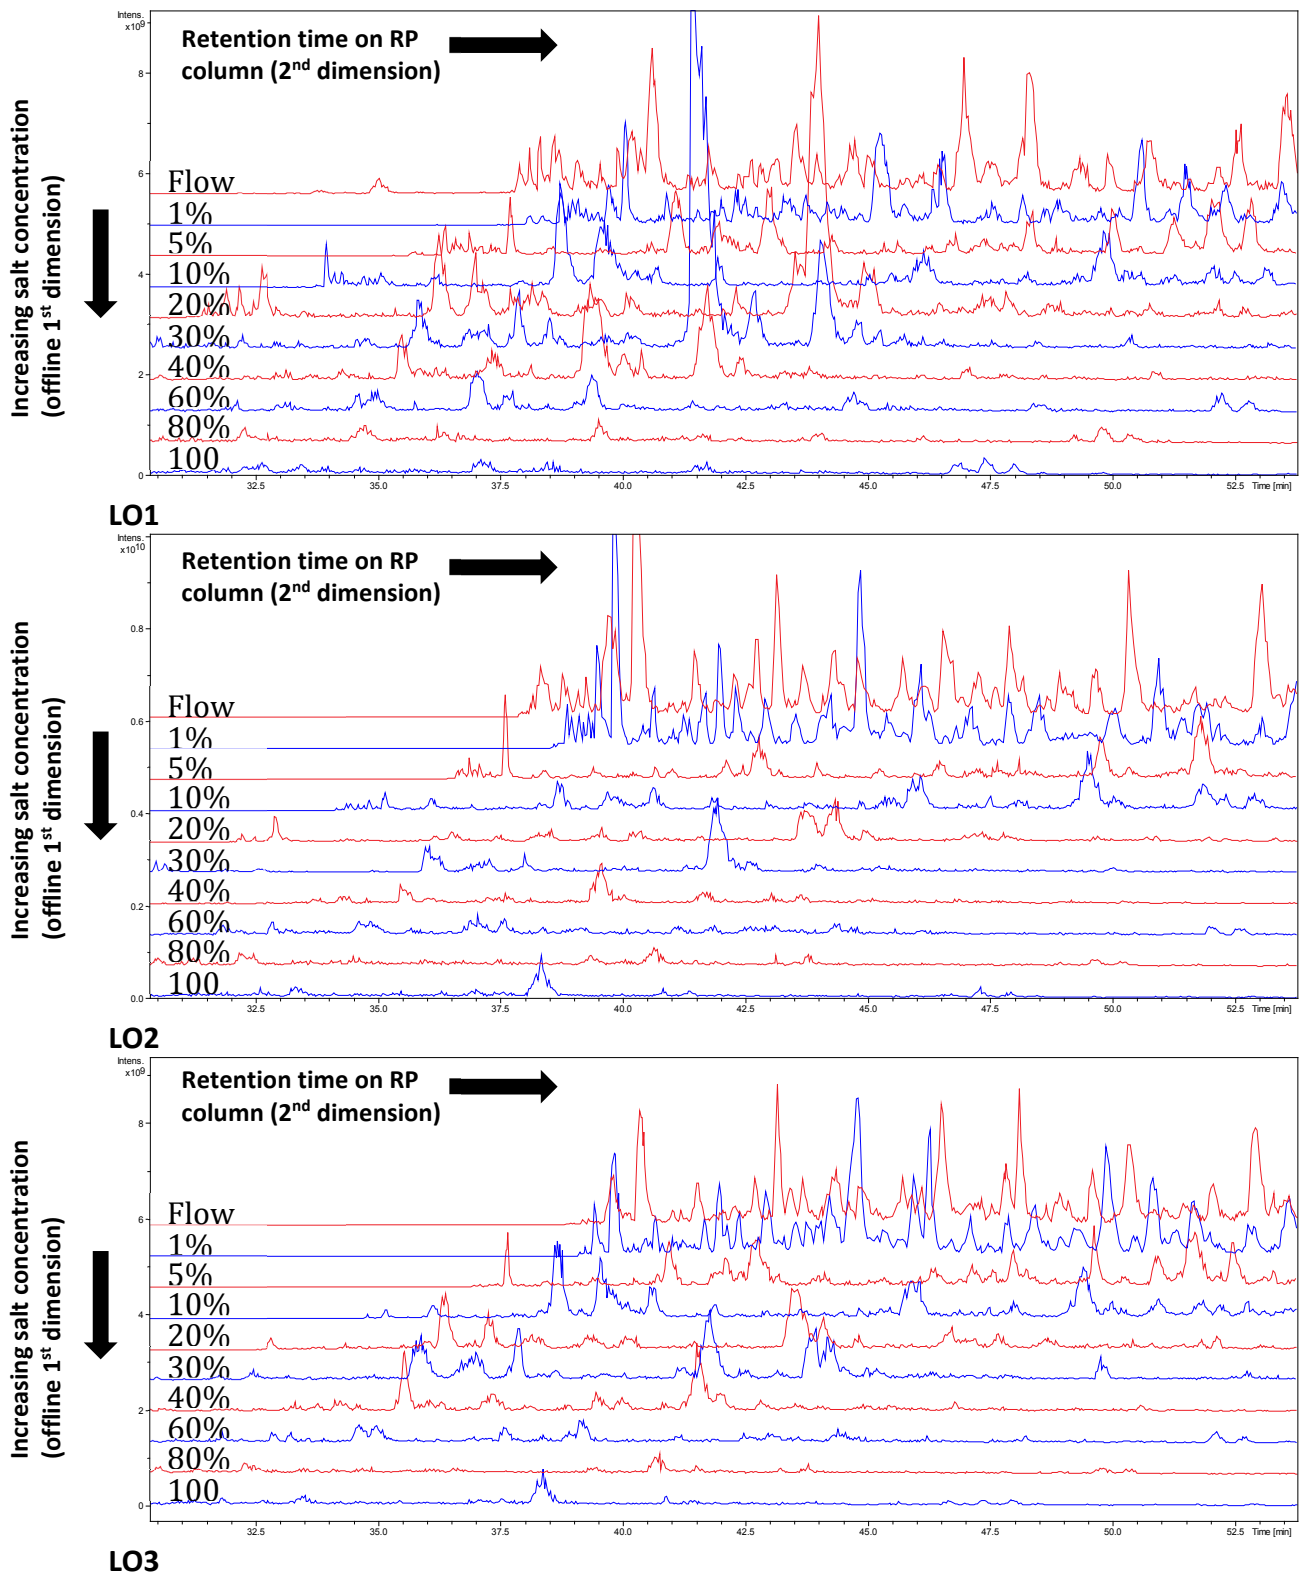 Intens.
x10⁹
Retention time on RP
column (2nd dimension)
Increasing salt concentration
(offline 1st dimension)
8
6
4
2
0
Flow
1%
5%
10%
20%
30%
40%
60%
80%
100
32.5 35.0 37.5 40.0 42.5 45.0 47.5 50.0 52.5 Time [min]
LO1
Intens.
x10¹⁰
Retention time on RP
column (2nd dimension)
Increasing salt concentration
(offline 1st dimension)
0.8
0.6
0.4
0.2
0.0
Flow
1%
5%
10%
20%
30%
40%
60%
80%
100
32.5 35.0 37.5 40.0 42.5 45.0 47.5 50.0 52.5 Time [min]
LO2
Intens.
x10⁹
Retention time on RP
column (2nd dimension)
Increasing salt concentration
(offline 1st dimension)
8
6
4
2
0
Flow
1%
5%
10%
20%
30%
40%
60%
80%
100
32.5 35.0 37.5 40.0 42.5 45.0 47.5 50.0 52.5 Time [min]
LO3